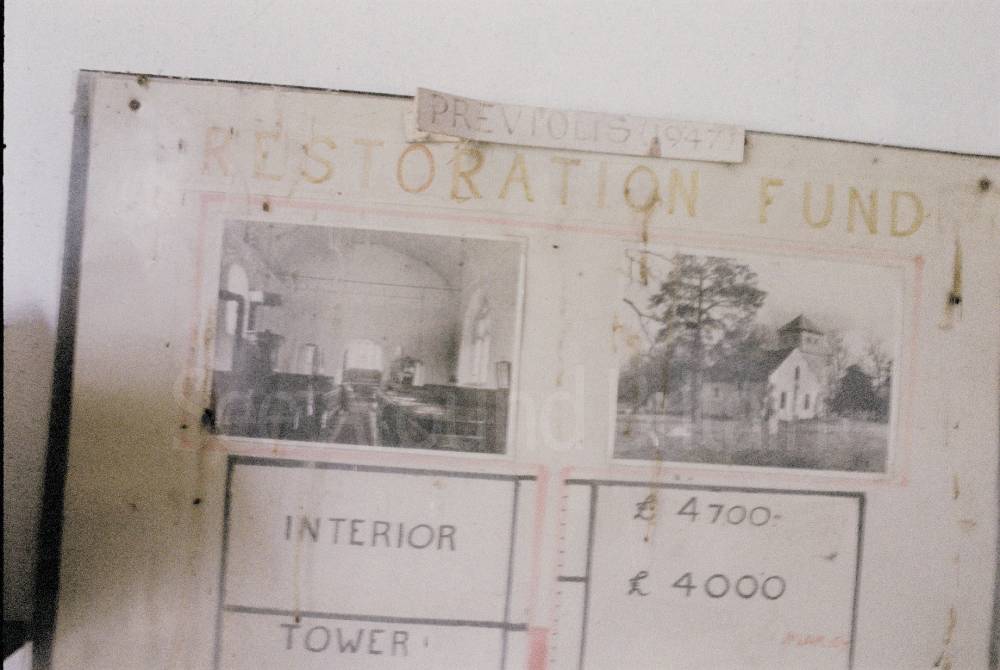 PREVIOUS (1947)
RESTORATION FUND
INTERIOR
TOWER
£ 4700-
£ 4000